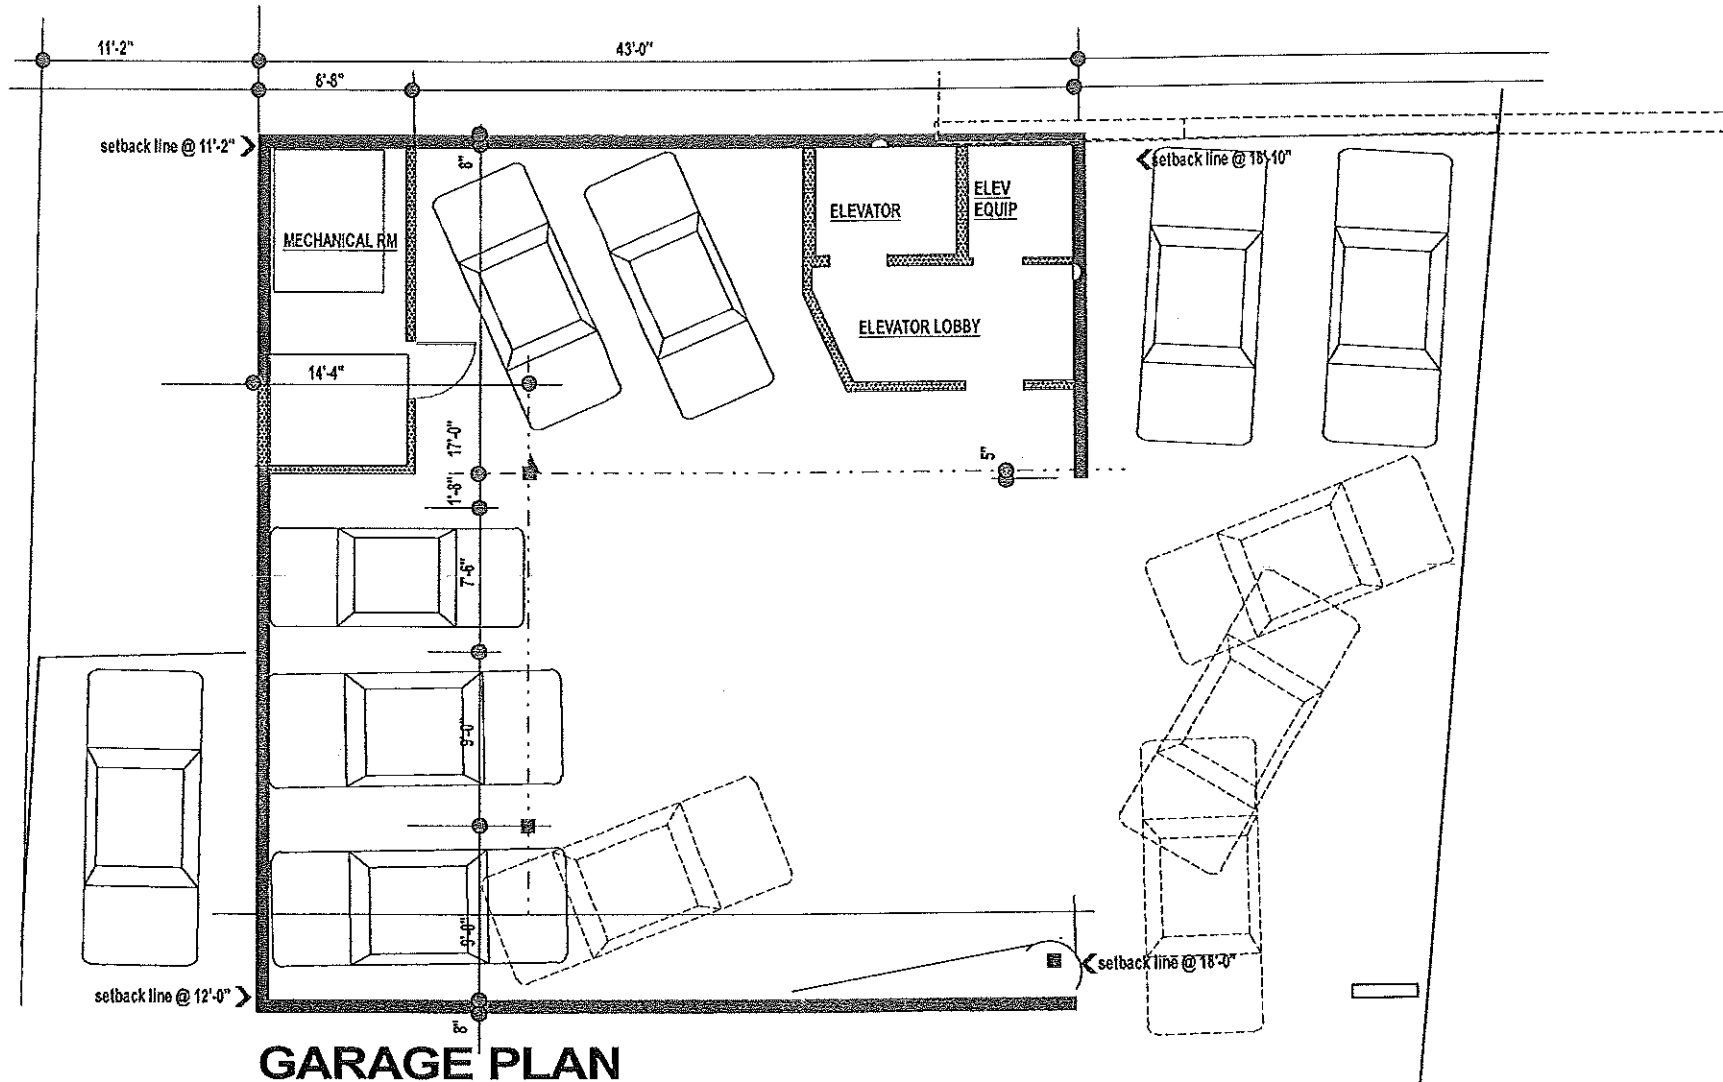 11'-2"
43'-0"
8'-8"
setback line @ 11'-2"
8"
setback line @ 18'-10"
ELEVATOR
ELEV
EQUIP
MECHANICAL RM
ELEVATOR LOBBY
14'-4"
17'-0"
5"
1'-8"
7'-6"
9'-0"
9'-0"
setback line @ 18'-0"
setback line @ 12'-0"
8"
GARAGE PLAN